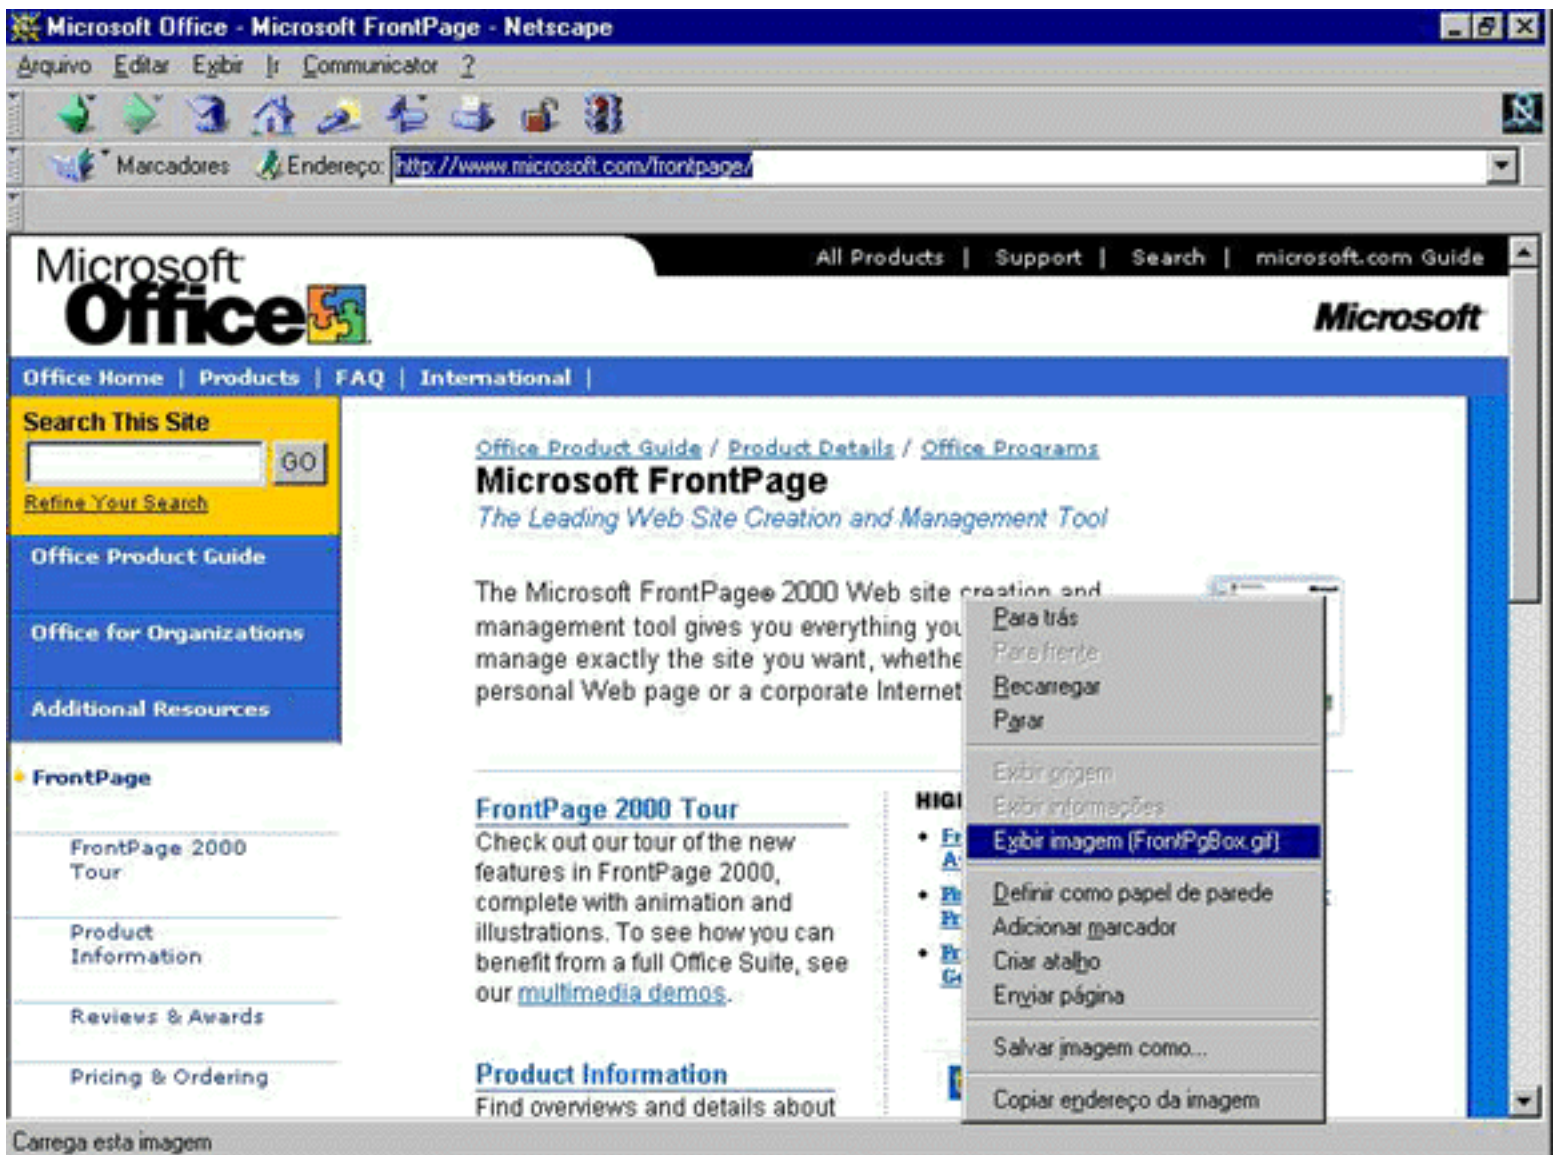 Microsoft Office - Microsoft FrontPage - Netscape
Arquivo Editar Exibir Ir Communicator ?
Marcadores Endereço: http://www.microsoft.com/frontpage/
Microsoft
Office
All Products | Support | Search | microsoft.com Guide
Microsoft
Office Home | Products | FAQ | International |
Search This Site
GO
Refine Your Search
Office Product Guide
Office for Organizations
Additional Resources
FrontPage
FrontPage 2000
Tour
Product
Information
Reviews & Awards
Pricing & Ordering
Office Product Guide / Product Details / Office Programs
Microsoft FrontPage
The Leading Web Site Creation and Management Tool
The Microsoft FrontPage® 2000 Web site creation and
management tool gives you everything you
manage exactly the site you want,
personal Web page or a corporate Internet
FrontPage 2000 Tour
Check out our tour of the new
features in FrontPage 2000,
complete with animation and
illustrations. To see how you can
benefit from a full Office Suite, see
our multimedia demos.
Product Information
Find overviews and details about
Para trás
Para frente
Recarregar
Parar
Exibir origem
Exibir informações
Exibir imagem (FrontPgBox.gif)
Definir como papel de parede
Adicionar marcador
Criar atalho
Enviar página
Salvar imagem como...
Copiar endereço da imagem
Carrega esta imagem